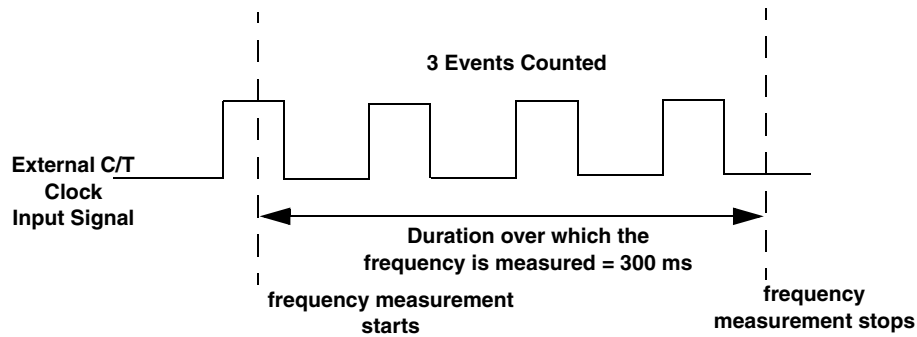 3 Events Counted
External C/T
Clock
Input Signal
Duration over which the
frequency is measured = 300 ms
frequency measurement
starts
frequency
measurement stops